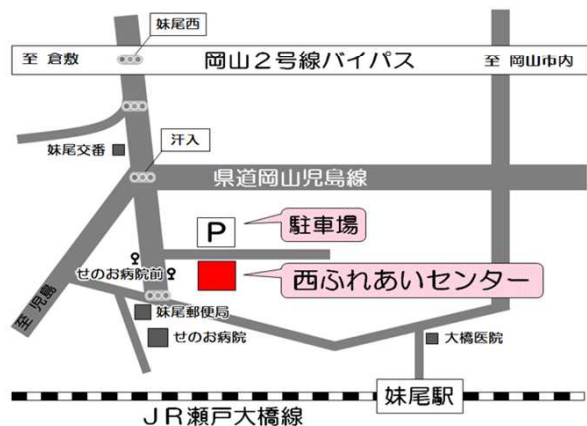 妹尾西
至 倉敷
岡山２号線バイパス
至 岡山市内
妹尾交番
汗入
県道岡山児島線
P
駐車場
せのお病院前
西ふれあいセンター
至 児島
妹尾郵便局
せのお病院
大橋医院
妹尾駅
ＪＲ瀬戸大橋線